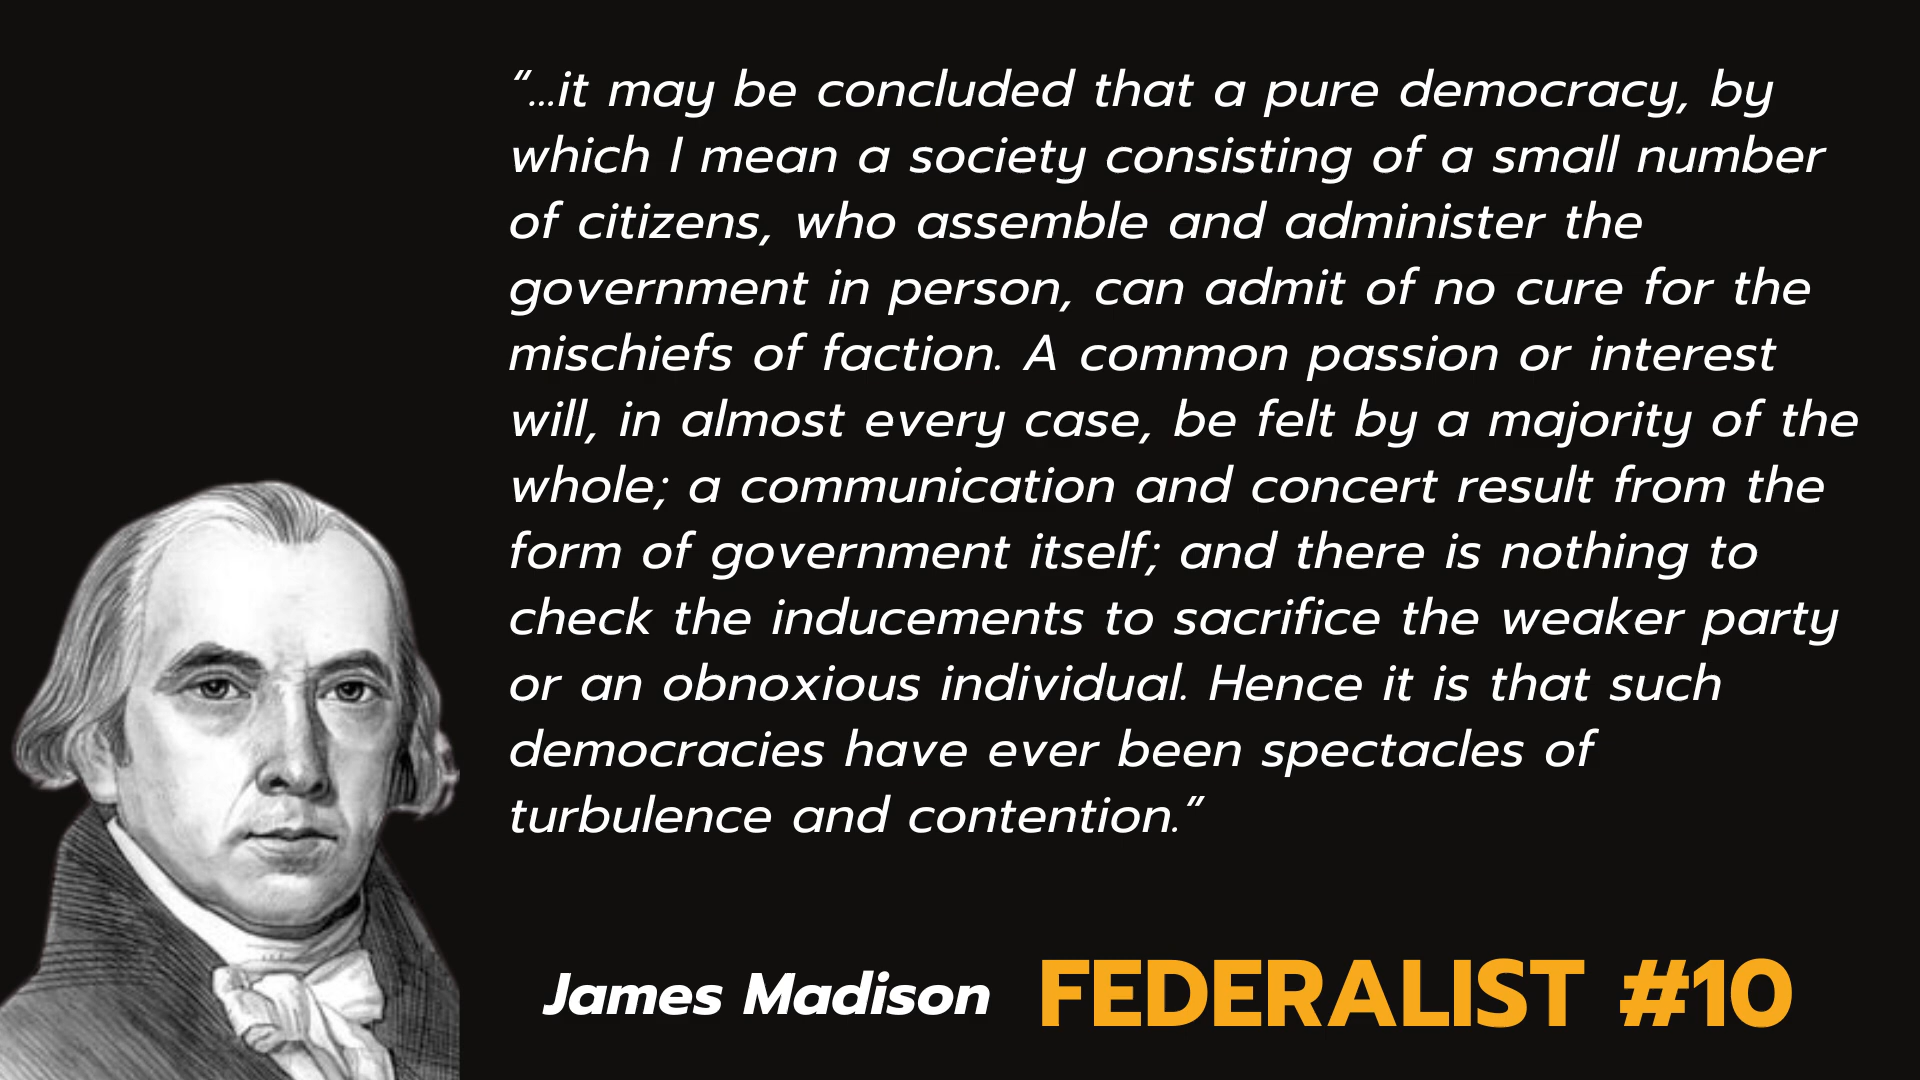 “...it may be concluded that a pure democracy, by
which I mean a society consisting of a small number
of citizens, who assemble and administer the
government in person, can admit of no cure for the
mischiefs of faction. A common passion or interest
will, in almost every case, be felt by a majority of the
whole; a communication and concert result from the
form of government itself; and there is nothing to
check the inducements to sacrifice the weaker party
or an obnoxious individual. Hence it is that such
democracies have ever been spectacles of
turbulence and contention.”
James Madison FEDERALIST #10